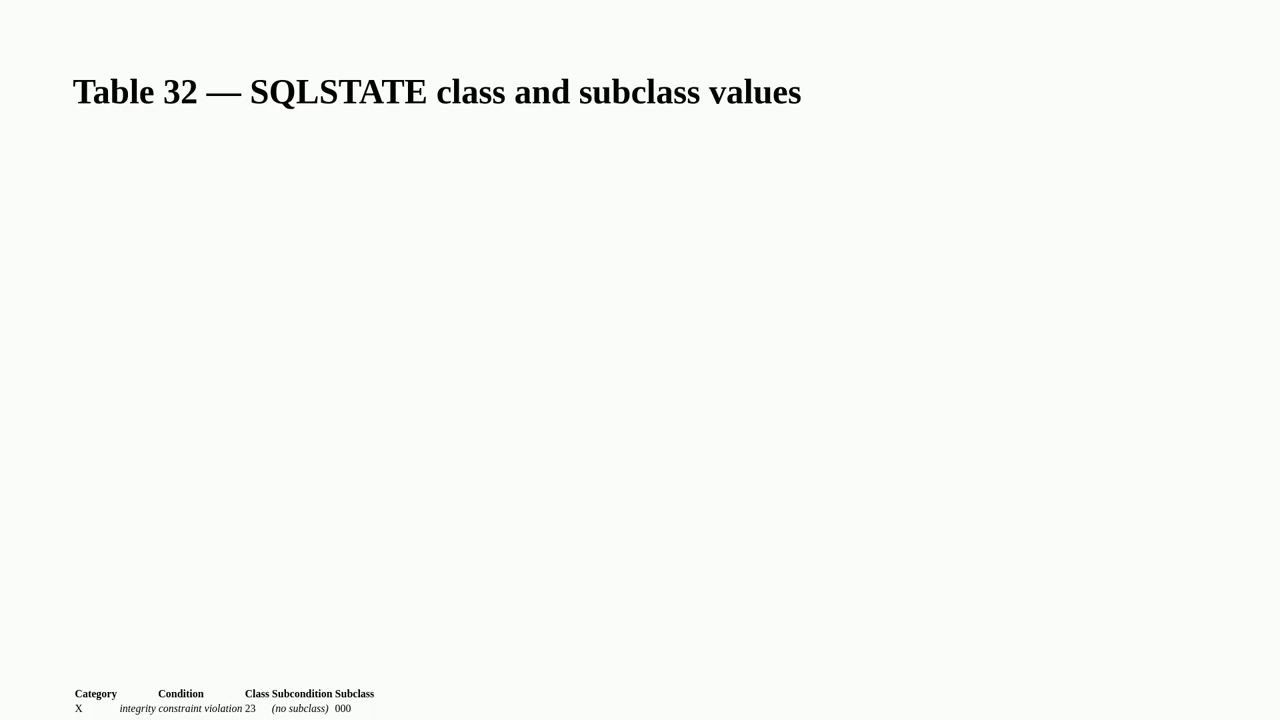 Table 32 — SQLSTATE class and subclass values
Category Condition Class Subcondition Subclass
X integrity constraint violation 23 (no subclass) 000